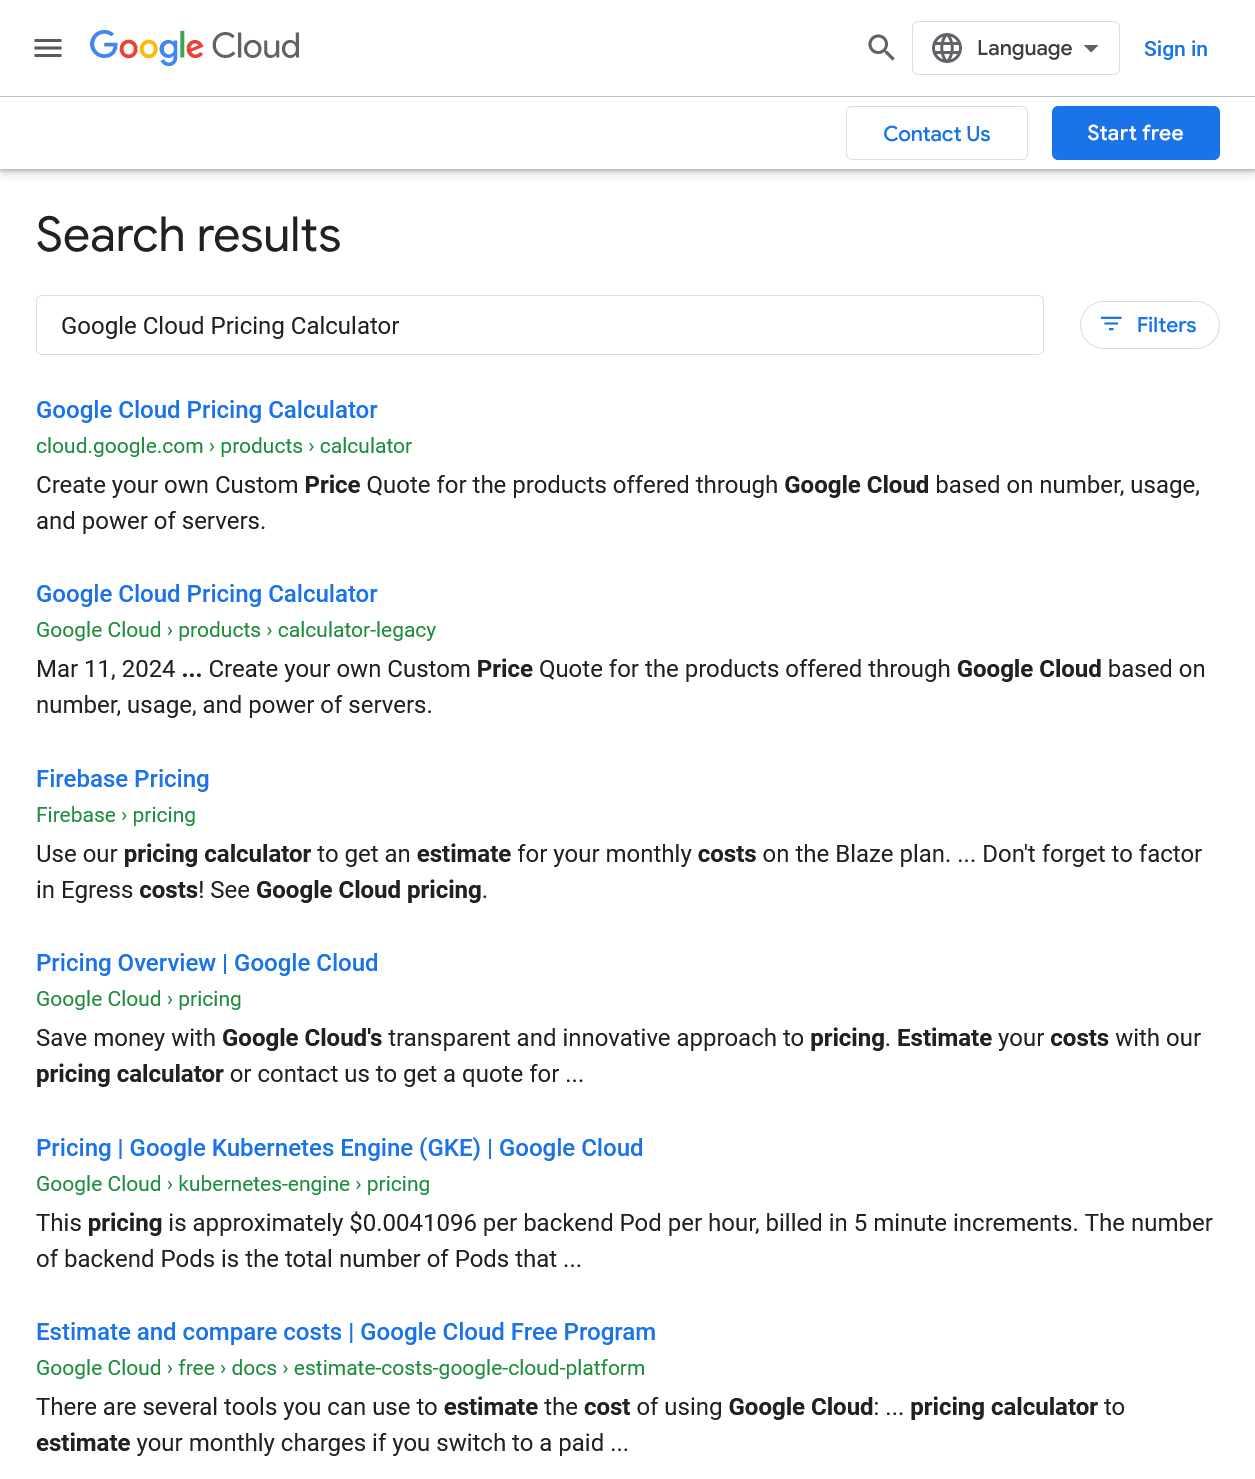 Google Cloud
Language
Sign in
Contact Us
Start free
Search results
Google Cloud Pricing Calculator
Filters
Google Cloud Pricing Calculator
cloud.google.com › products › calculator
Create your own Custom Price Quote for the products offered through Google Cloud based on number, usage,
and power of servers.
Google Cloud Pricing Calculator
Google Cloud › products › calculator-legacy
Mar 11, 2024 ... Create your own Custom Price Quote for the products offered through Google Cloud based on
number, usage, and power of servers.
Firebase Pricing
Firebase › pricing
Use our pricing calculator to get an estimate for your monthly costs on the Blaze plan. ... Don't forget to factor
in Egress costs! See Google Cloud pricing.
Pricing Overview | Google Cloud
Google Cloud › pricing
Save money with Google Cloud's transparent and innovative approach to pricing. Estimate your costs with our
pricing calculator or contact us to get a quote for ...
Pricing | Google Kubernetes Engine (GKE) | Google Cloud
Google Cloud › kubernetes-engine › pricing
This pricing is approximately $0.0041096 per backend Pod per hour, billed in 5 minute increments. The number
of backend Pods is the total number of Pods that ...
Estimate and compare costs | Google Cloud Free Program
Google Cloud › free › docs › estimate-costs-google-cloud-platform
There are several tools you can use to estimate the cost of using Google Cloud: ... pricing calculator to
estimate your monthly charges if you switch to a paid ...